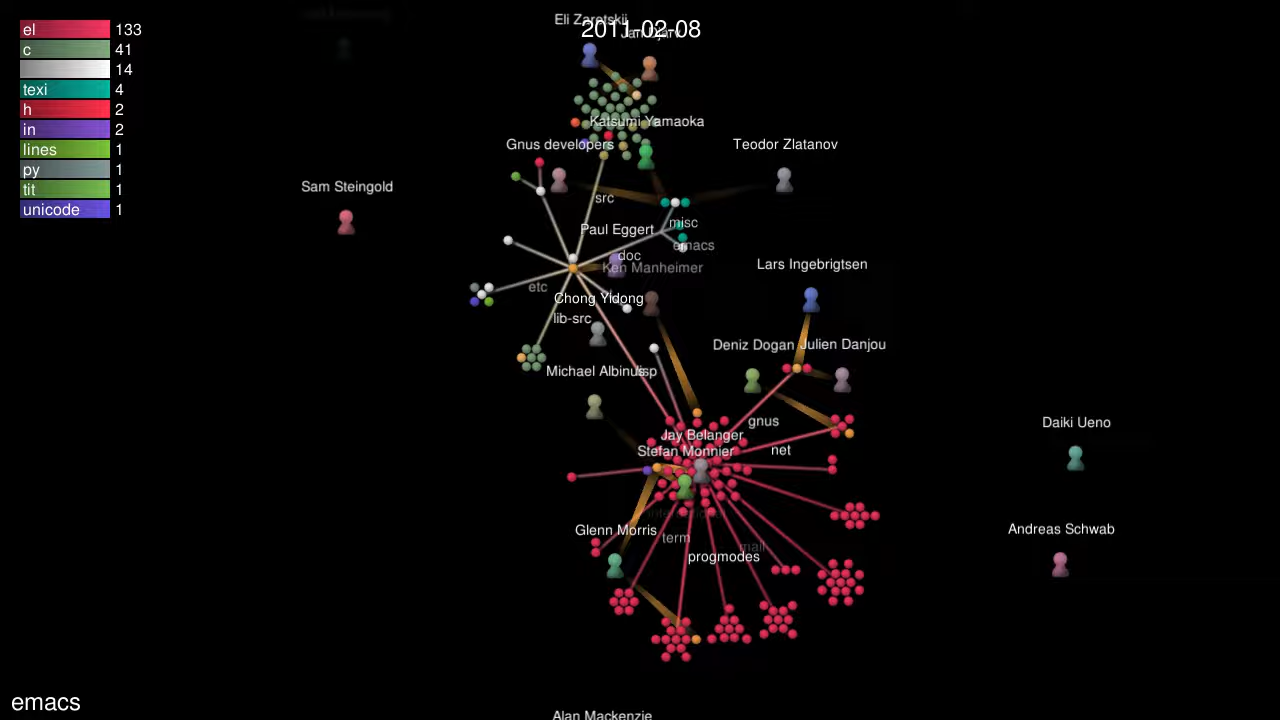 el 133
c 41
14
texi 4
h 2
in 2
lines 1
py 1
tit 1
unicode 1
2011-02-08
Eli Zaretskii
Katsumi Yamaoka
Gnus developers
Teodor Zlatanov
Sam Steingold
src
misc
Paul Eggert
emacs
doc
Ken Manheimer
Lars Ingebrigtsen
etc
Chong Yidong
lib-src
Deniz Dogan
Julien Danjou
Michael Albinus
lisp
gnus
Daiki Ueno
Jay Belanger
net
Stefan Monnier
Glenn Morris
Andreas Schwab
term
mail
progmodes
emacs
Alan Mackenzie